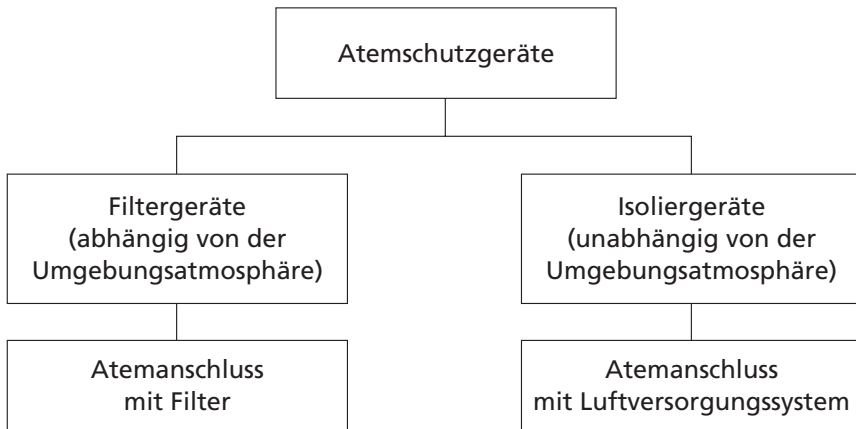 Atemschutzgeräte
Filtergeräte
(abhängig von der
Umgebungsatmosphäre)
Isoliergeräte
(unabhängig von der
Umgebungsatmosphäre)
Atemanschluss
mit Filter
Atemanschluss
mit Luftversorgungssystem